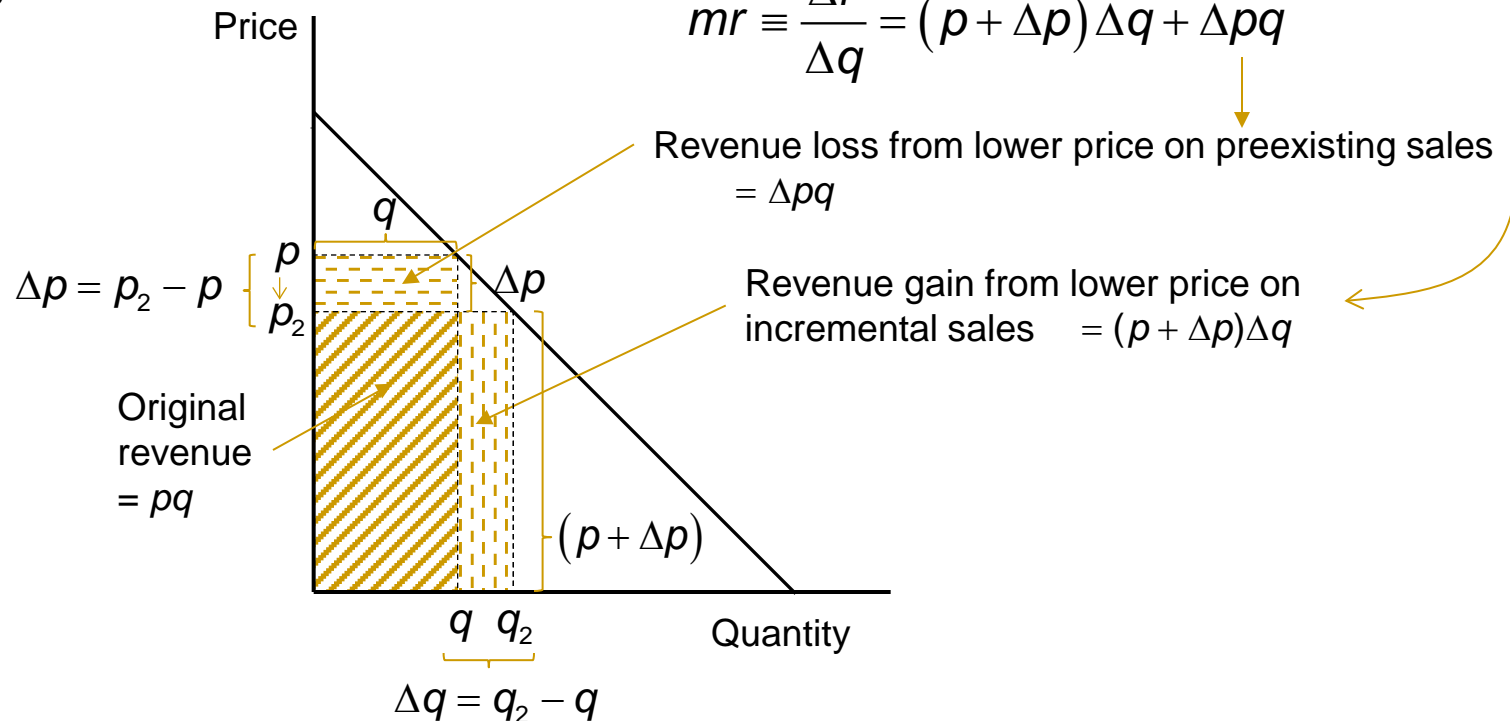 Price
mr ≡ Δr/Δq = (p + Δp)Δq + Δpq
Revenue loss from lower price on preexisting sales
= Δpq
q
p
Δp = p₂ − p
p₂
Δp
Revenue gain from lower price on
incremental sales = (p + Δp)Δq
Original
revenue
= pq
(p + Δp)
q q₂
Quantity
Δq = q₂ − q